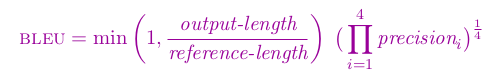 BLEU = min (1, output-length / reference-length) (∏_{i=1}^{4} precision_i)^{1/4}